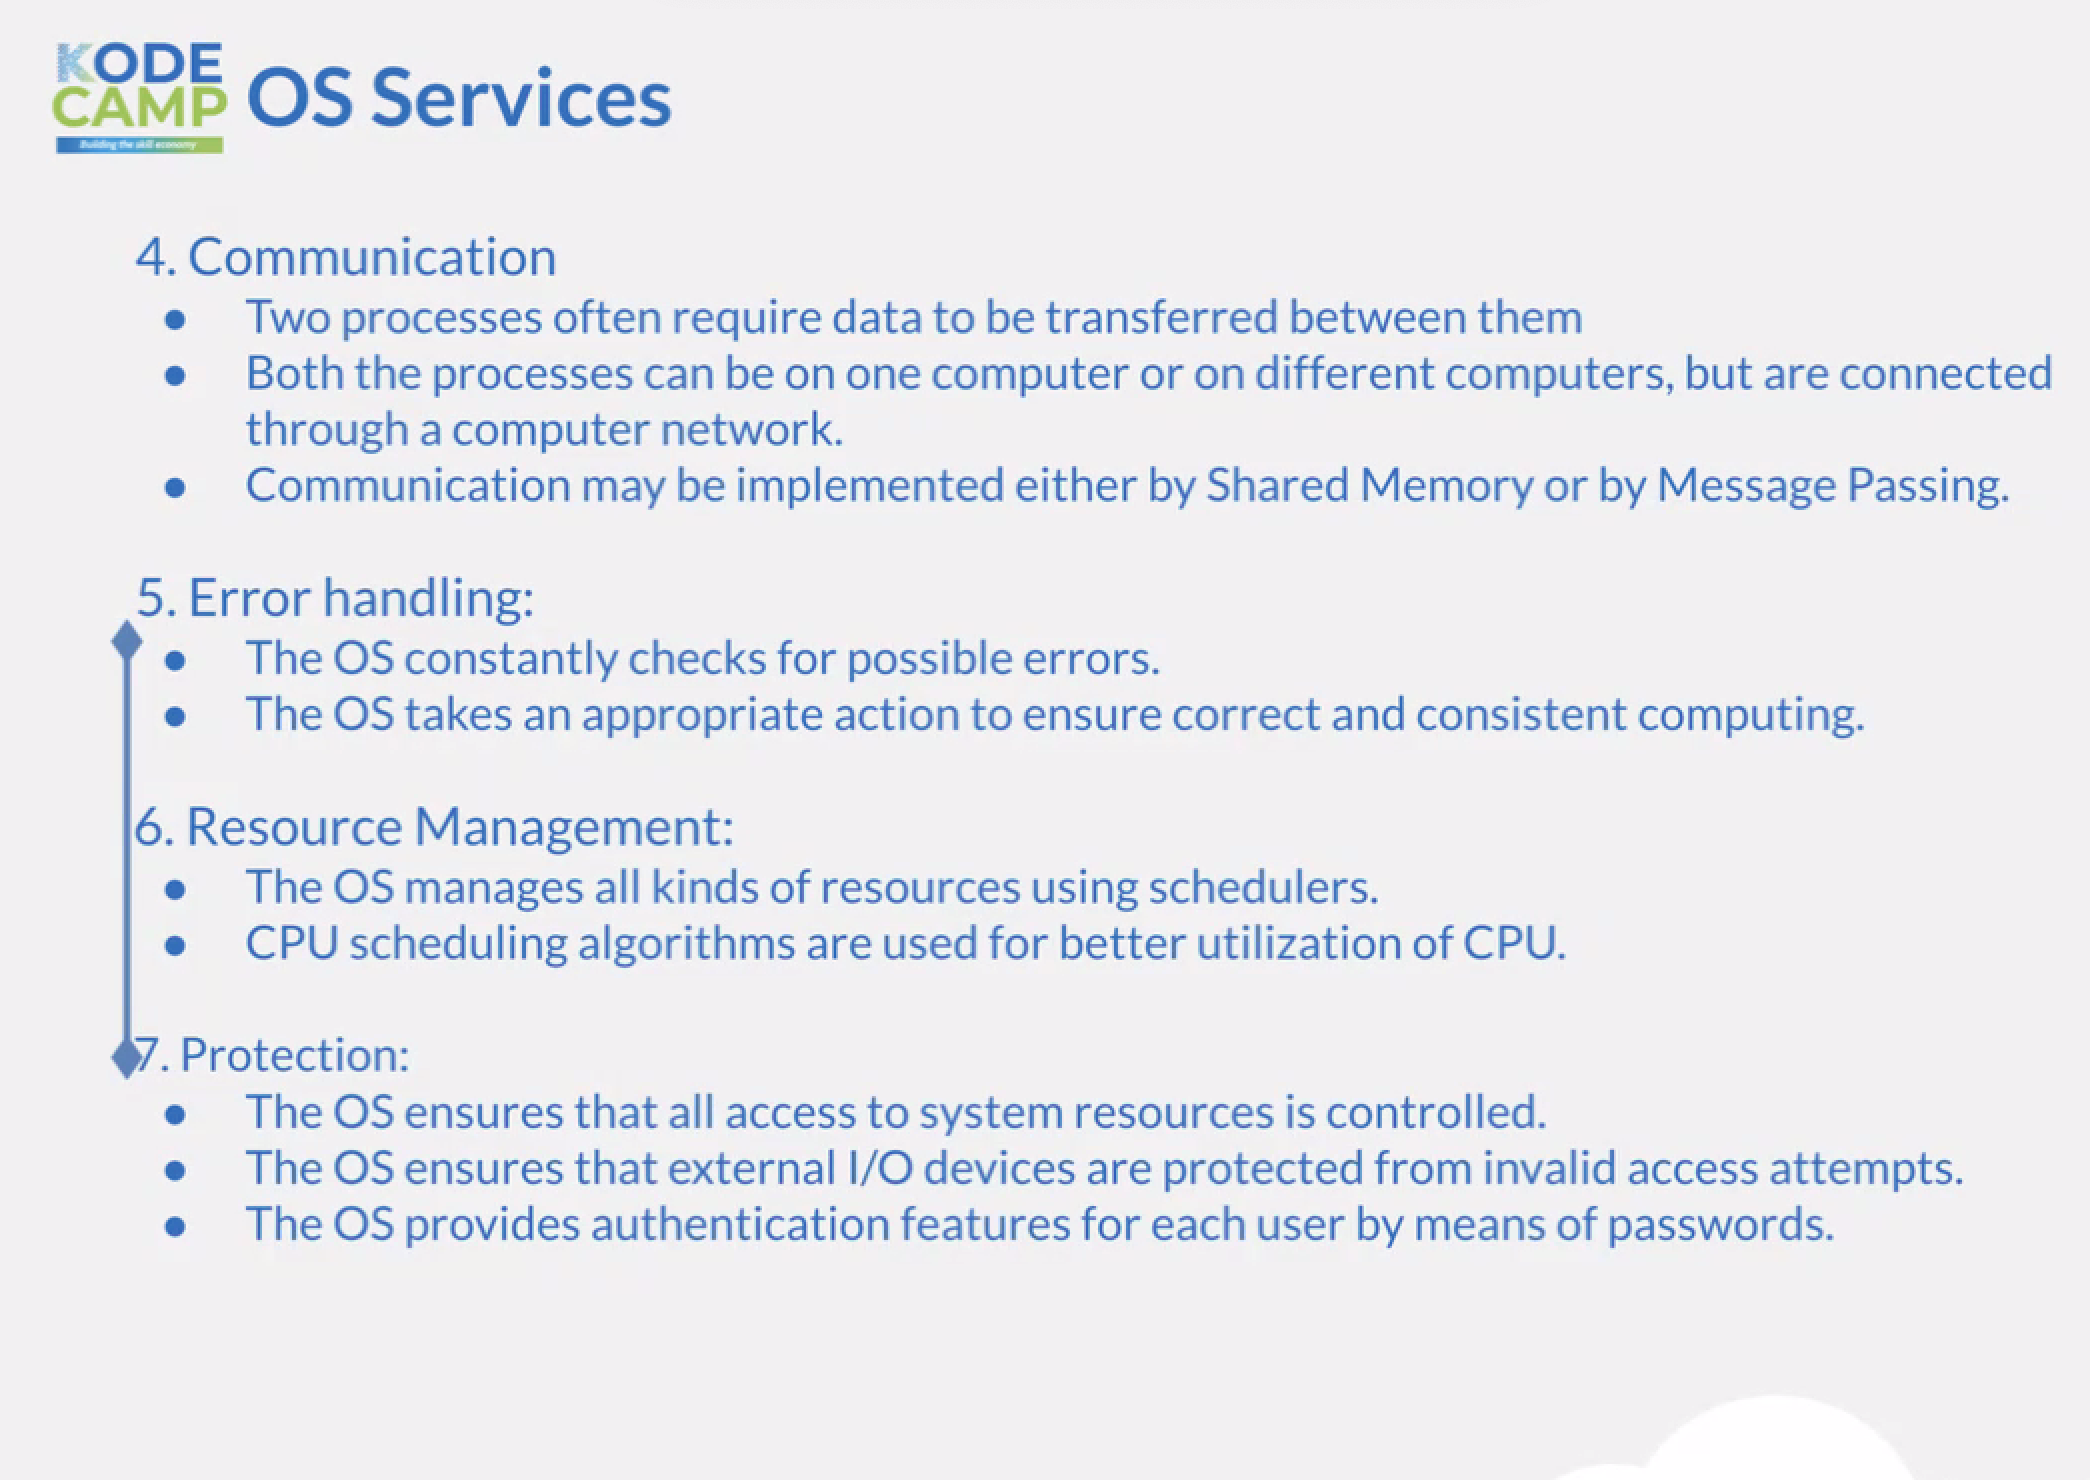 KODE
CAMP
Building the skill economy
OS Services
4. Communication
● Two processes often require data to be transferred between them
● Both the processes can be on one computer or on different computers, but are connected
through a computer network.
● Communication may be implemented either by Shared Memory or by Message Passing.
5. Error handling:
● The OS constantly checks for possible errors.
● The OS takes an appropriate action to ensure correct and consistent computing.
6. Resource Management:
● The OS manages all kinds of resources using schedulers.
● CPU scheduling algorithms are used for better utilization of CPU.
7. Protection:
● The OS ensures that all access to system resources is controlled.
● The OS ensures that external I/O devices are protected from invalid access attempts.
● The OS provides authentication features for each user by means of passwords.